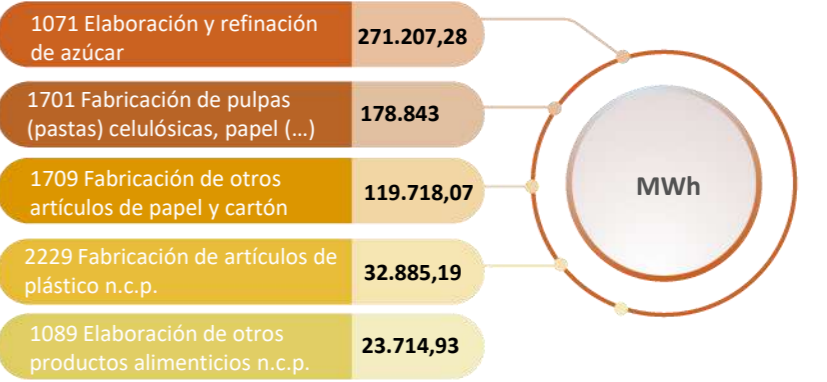 1071 Elaboración y refinación
de azúcar
271.207,28
1701 Fabricación de pulpas
(pastas) celulósicas, papel (…)
178.843
1709 Fabricación de otros
artículos de papel y cartón
119.718,07
2229 Fabricación de artículos de
plástico n.c.p.
32.885,19
1089 Elaboración de otros
productos alimenticios n.c.p.
23.714,93
MWh